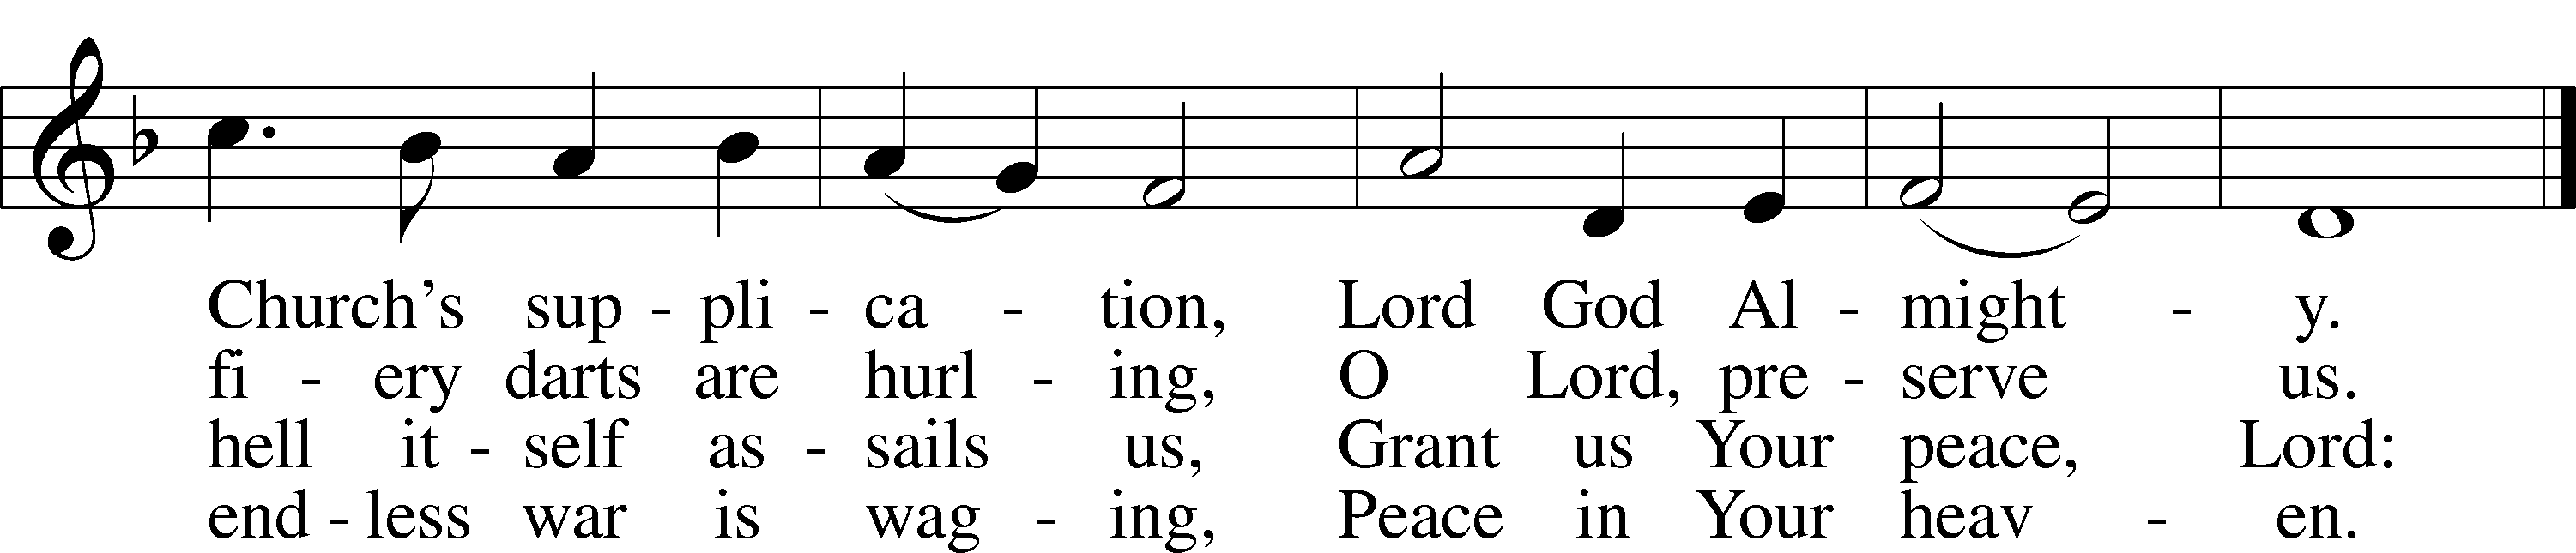 Church's sup - pli - ca - tion, Lord God Al - might - y.
fi - ery darts are hurl - ing, O Lord, pre - serve us.
hell it - self as - sails us, Grant us Your peace, Lord:
end - less war is wag - ing, Peace in Your heav - en.